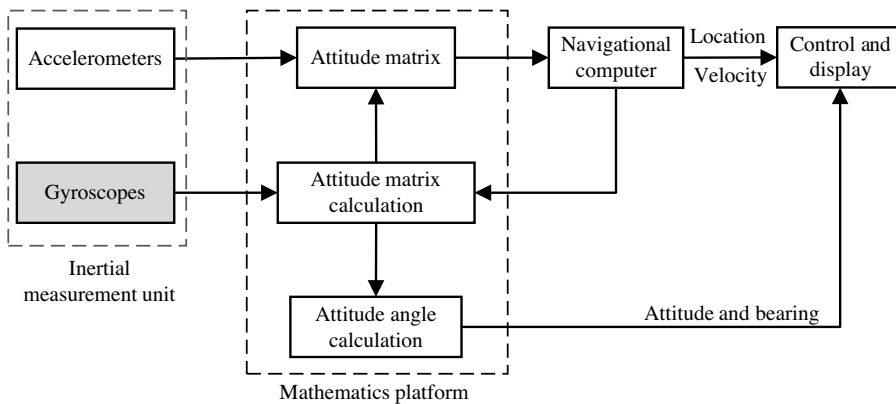 Accelerometers
Attitude matrix
Navigational
computer
Location
Velocity
Control and
display
Gyroscopes
Attitude matrix
calculation
Inertial
measurement unit
Attitude angle
calculation
Attitude and bearing
Mathematics platform